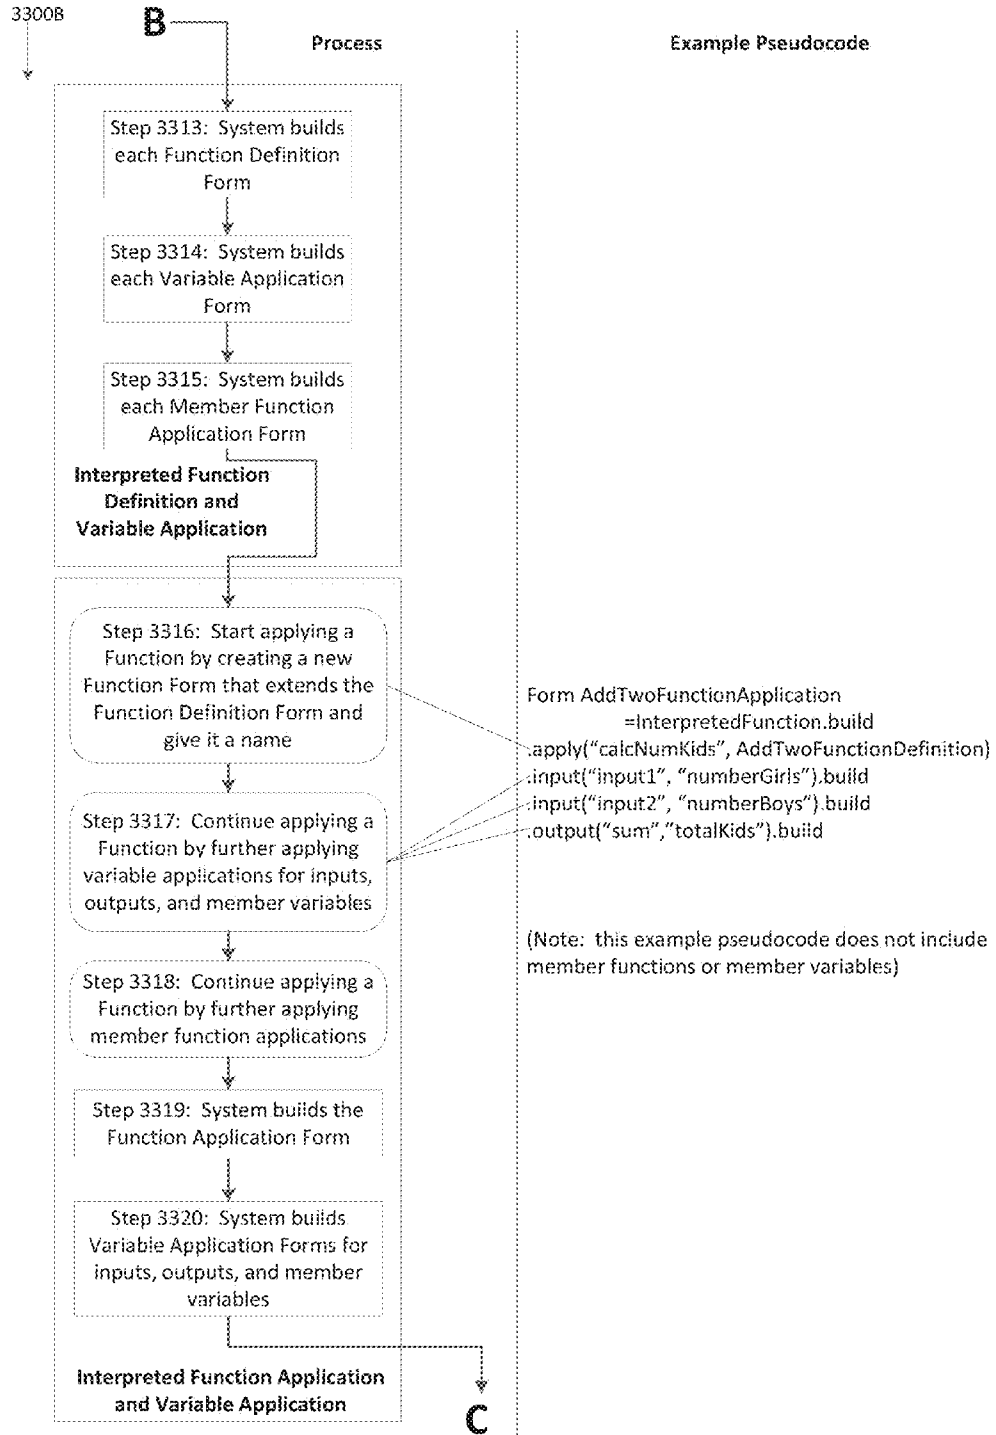 3300B
B
Process
Example Pseudocode
Step 3313: System builds
each Function Definition
Form
Step 3314: System builds
each Variable Application
Form
Step 3315: System builds
each Member Function
Application Form
Interpreted Function
Definition and
Variable Application
Step 3316: Start applying a
Function by creating a new
Function Form that extends the
Function Definition Form and
give it a name
Form AddTwoFunctionApplication
=InterpretedFunction.build
.apply(“calcNumKids”, AddTwoFunctionDefinition)
.input(“input1”, “numberGirls”).build
.input(“input2”, “numberBoys”).build
.output(“sum”,“totalKids”).build
Step 3317: Continue applying a
Function by further applying
variable applications for inputs,
outputs, and member variables
(Note: this example pseudocode does not include
member functions or member variables)
Step 3318: Continue applying a
Function by further applying
member function applications
Step 3319: System builds the
Function Application Form
Step 3320: System builds
Variable Application Forms for
inputs, outputs, and member
variables
Interpreted Function Application
and Variable Application
C